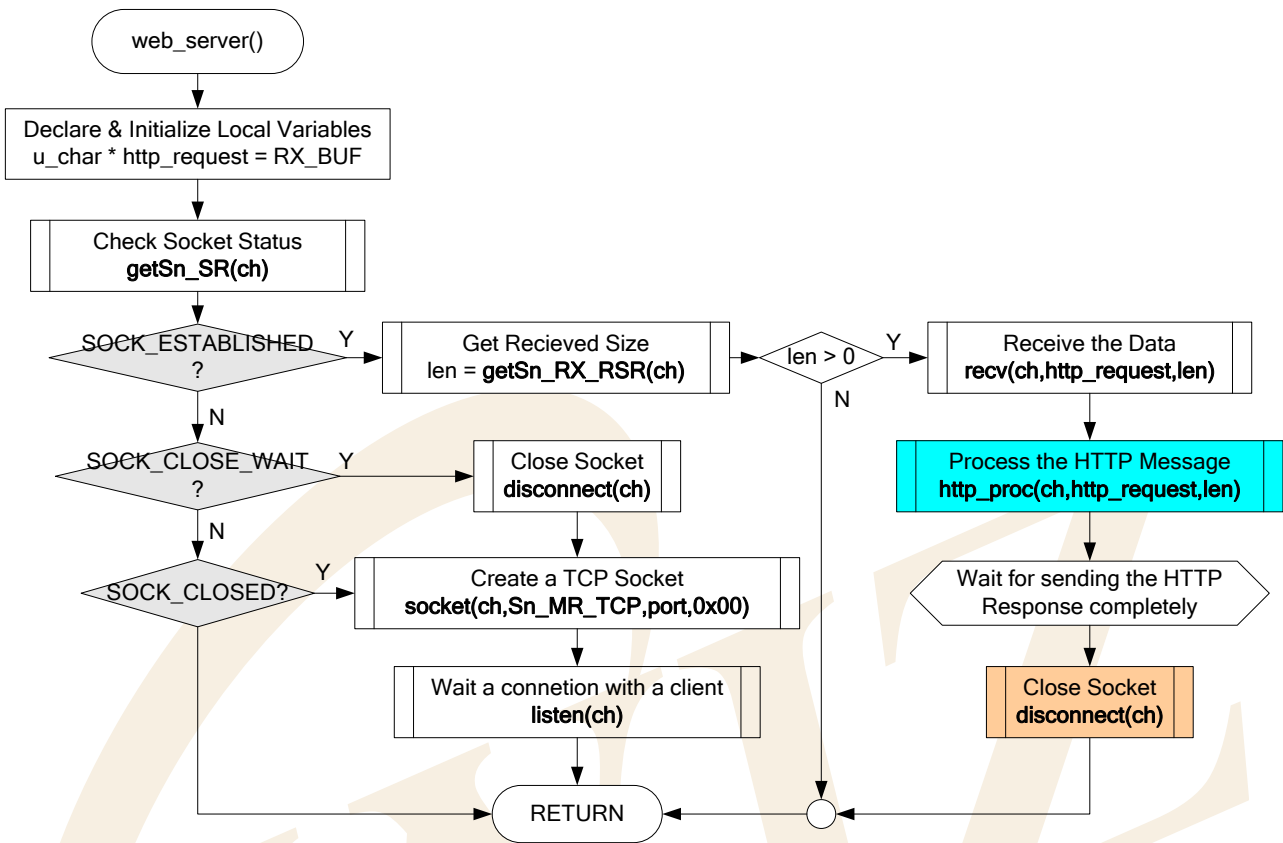 web_server()
Declare & Initialize Local Variables
u_char * http_request = RX_BUF
Check Socket Status
getSn_SR(ch)
SOCK_ESTABLISHED
?
Y
Get Recieved Size
len = getSn_RX_RSR(ch)
len > 0
Y
Receive the Data
recv(ch,http_request,len)
N
N
SOCK_CLOSE_WAIT
?
Y
Close Socket
disconnect(ch)
Process the HTTP Message
http_proc(ch,http_request,len)
N
SOCK_CLOSED?
Y
Create a TCP Socket
socket(ch,Sn_MR_TCP,port,0x00)
Wait for sending the HTTP
Response completely
Wait a connetion with a client
listen(ch)
Close Socket
disconnect(ch)
RETURN